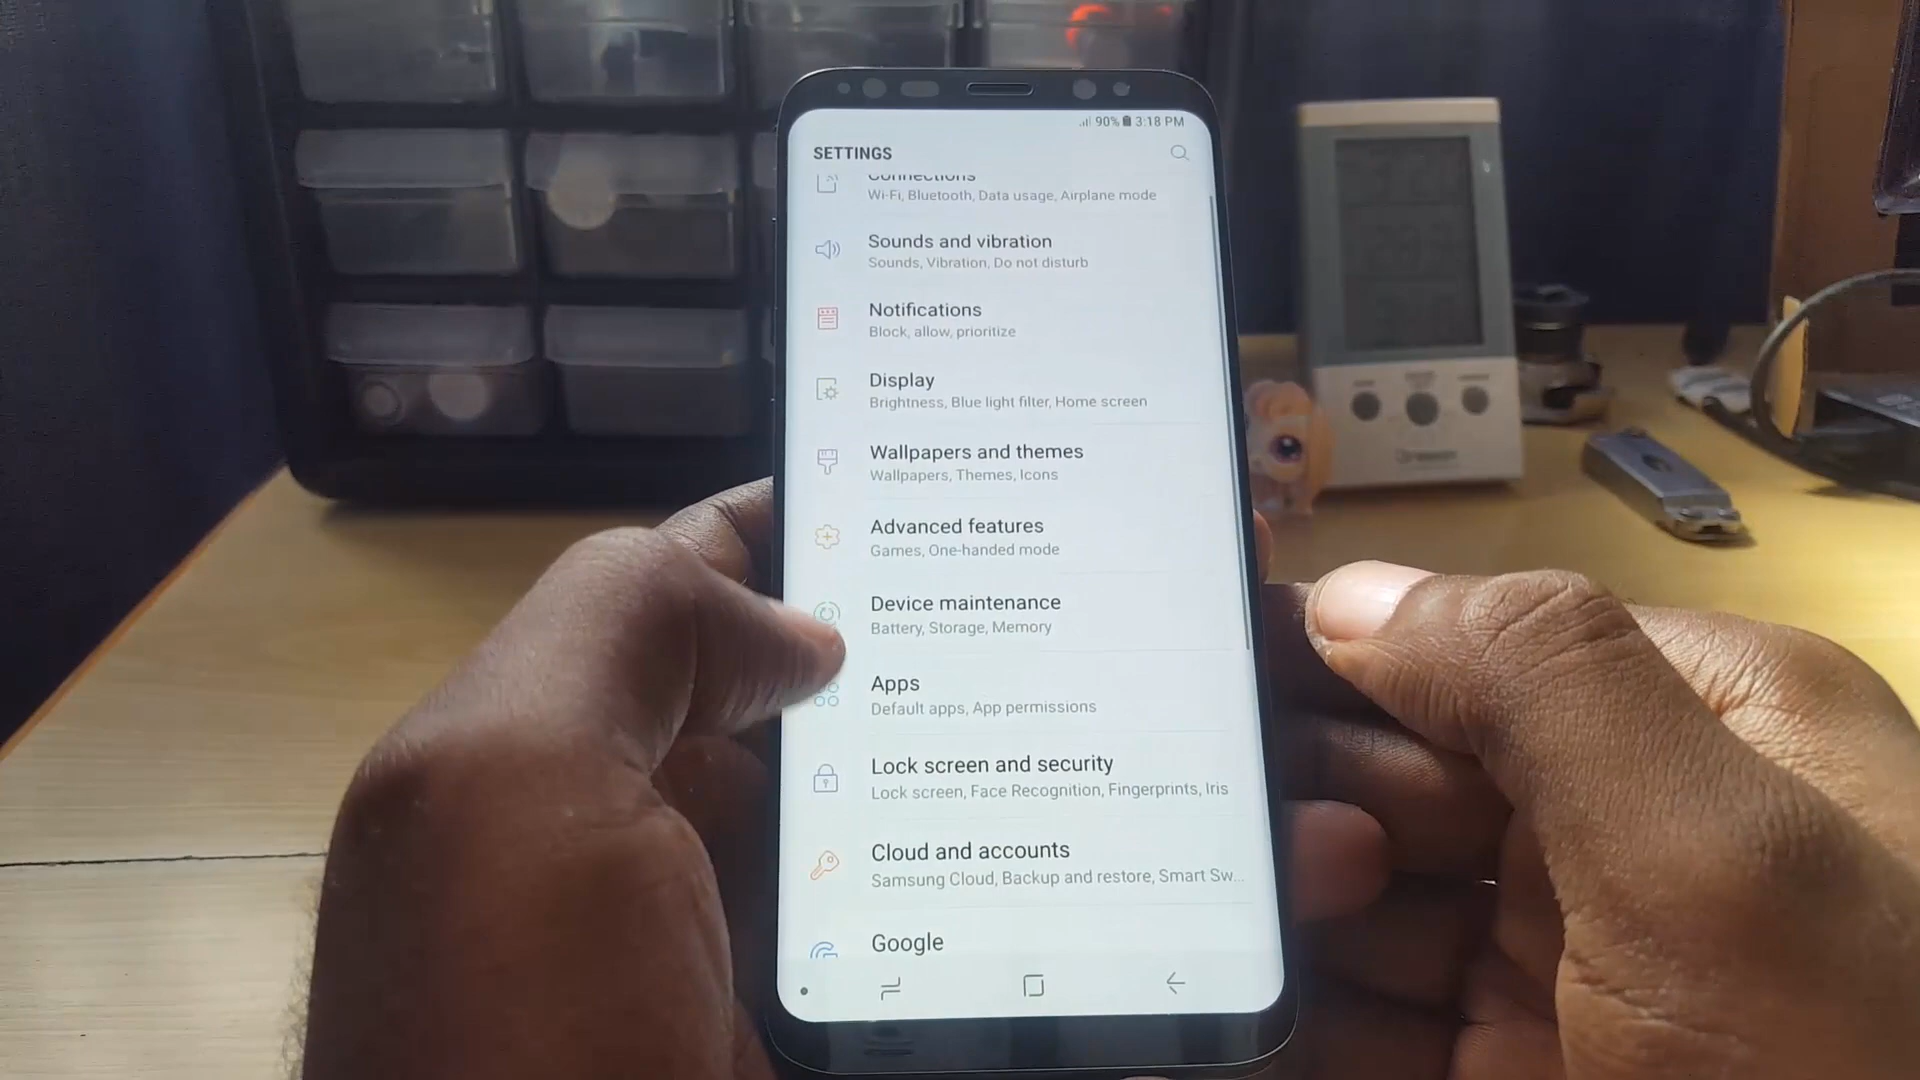 90% 3:18 PM
SETTINGS
Connections
Wi-Fi, Bluetooth, Data usage, Airplane mode
Sounds and vibration
Sounds, Vibration, Do not disturb
Notifications
Block, allow, prioritize
Display
Brightness, Blue light filter, Home screen
Wallpapers and themes
Wallpapers, Themes, Icons
Advanced features
Games, One-handed mode
Device maintenance
Battery, Storage, Memory
Apps
Default apps, App permissions
Lock screen and security
Lock screen, Face Recognition, Fingerprints, Iris
Cloud and accounts
Samsung Cloud, Backup and restore, Smart Sw...
Google